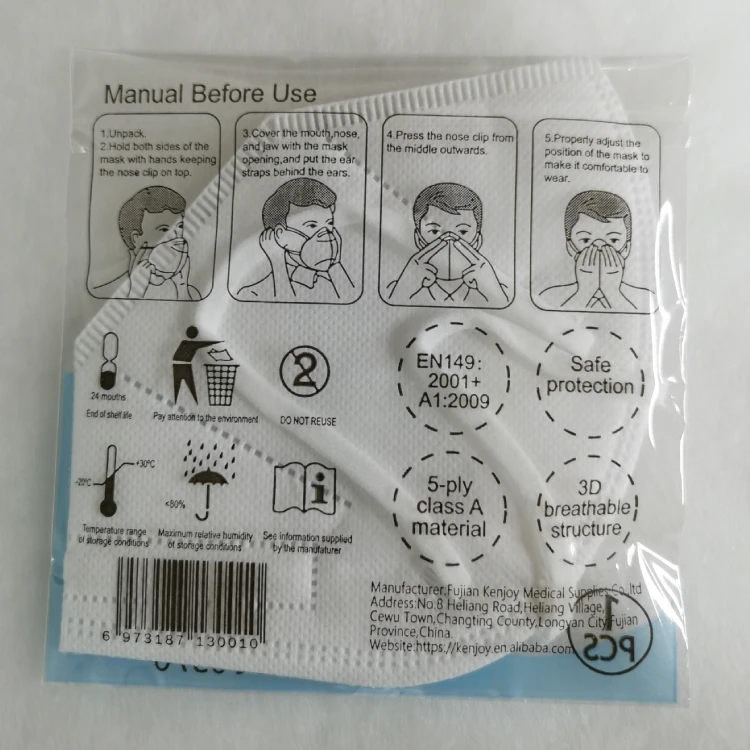 Manual Before Use
1.Unpack.
2.Hold both sides of the
mask with hands keeping
the nose clip on top.
3.Cover the mouth,nose,
and jaw with the mask
opening,and put the ear
straps behind the ears.
4.Press the nose clip from
the middle outwards.
5.Properly adjust the
position of the mask to
make it comfortable to
wear.
24 mouths
End of shelf life
Pay attention to the environment
2
DO NOT REUSE
EN149:
2001+
A1:2009
Safe
protection
-20°C
+30°C
Temperature range
of storage conditions
<80%
Maximum relative humidity
of storage conditions
i
See information supplied
by the manufaturer
5-ply
class A
material
3D
breathable
structure
6 973187 130010
Manufacturer:Fujian Kenjoy Medical Supplies Co.,ltd
Address:No.8 Heliang Road,Heliang Village,
Cewu Town,Changting County,Longyan City,Fujian
Province,China.
Website:https://kenjoy.en.alibaba.com
1
PCS